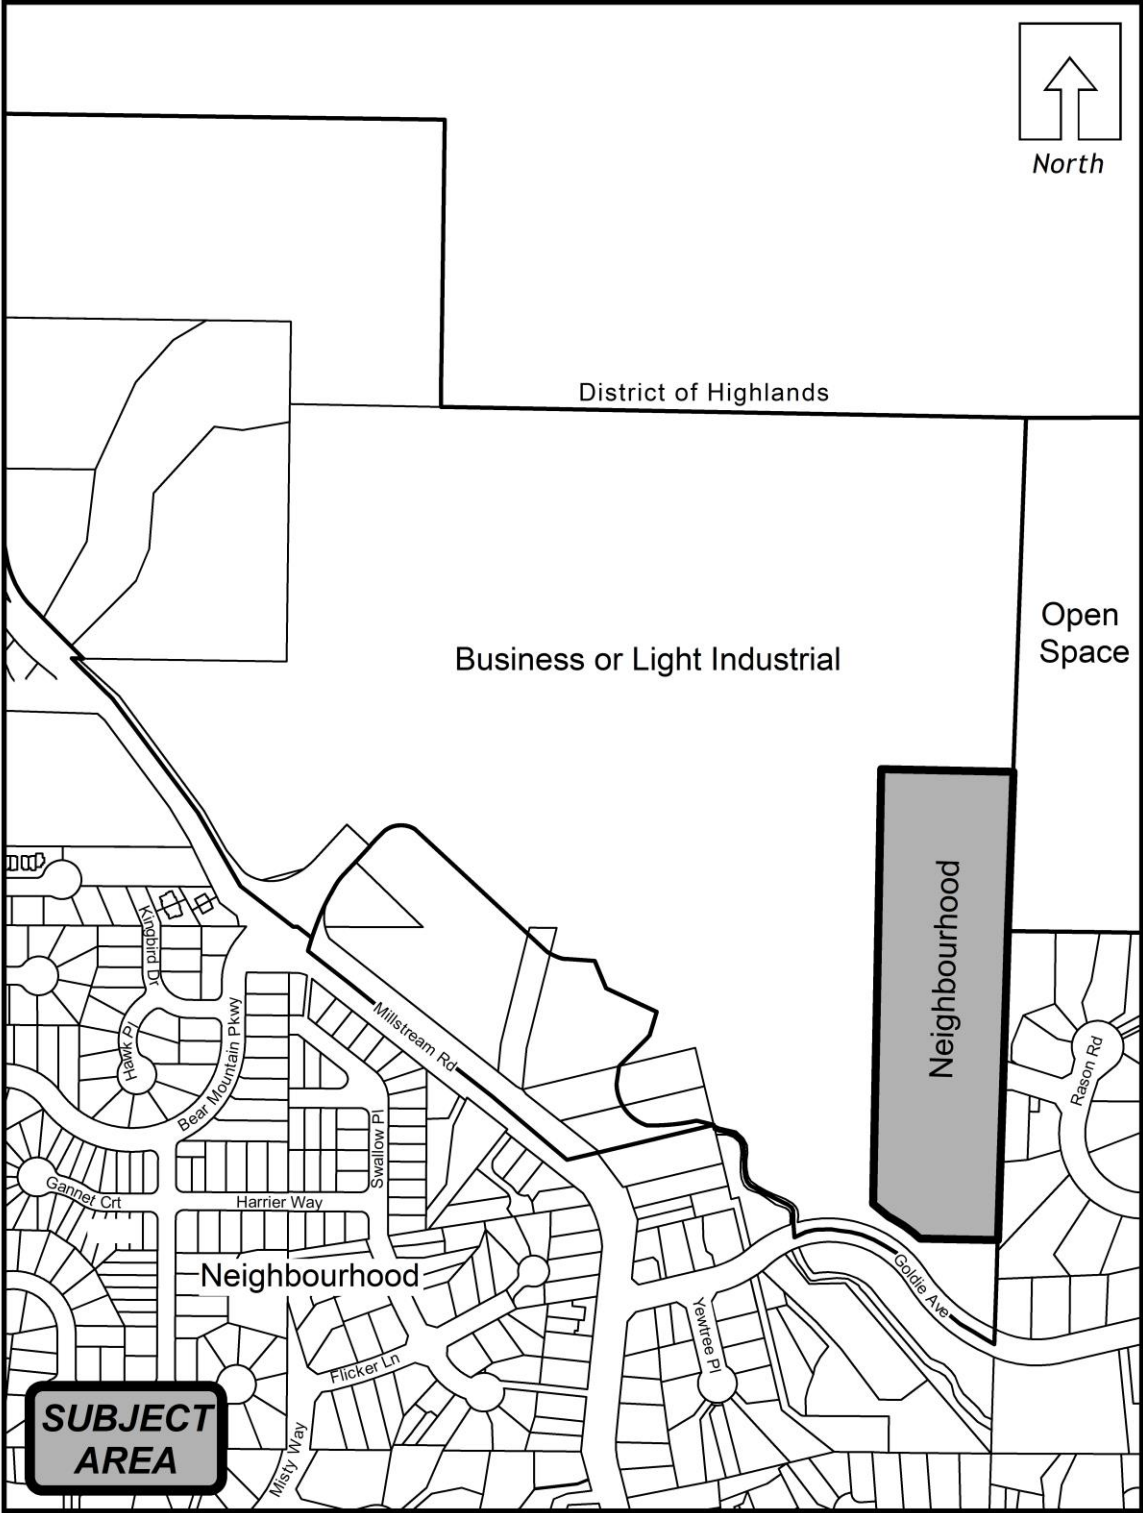 North
District of Highlands
Open
Space
Business or Light Industrial
Neighbourhood
Kingbird Dr
Millstream Rd
Hawk Pl
Bear Mountain Pkwy
Rason Rd
Swallow Pl
Gannet Crt
Harrier Way
Neighbourhood
Goldie Ave
Yewtree Pl
Flicker Ln
Misty Way
SUBJECT
AREA